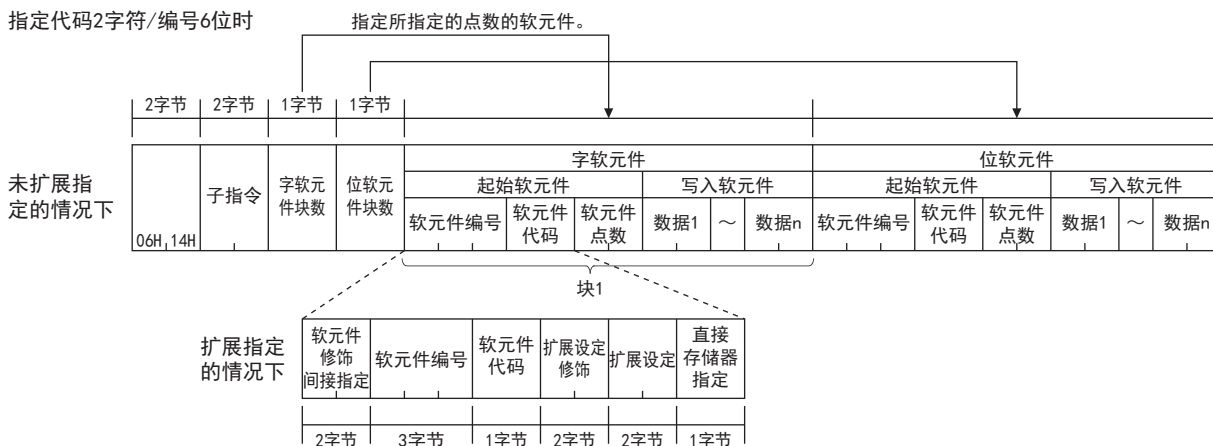 指定代码2字符/编号6位时
指定所指定的点数的软元件。
2字节 2字节 1字节 1字节
未扩展指
定的情况下
06H 14H
子指令
字软元
件块数
位软元
件块数
字软元件
起始软元件 写入软元件
软元件编号
软元件
代码
软元件
点数
数据1 ～ 数据n
位软元件
起始软元件 写入软元件
软元件编号
软元件
代码
软元件
点数
数据1 ～ 数据n
块1
扩展指定
的情况下
软元件
修饰
间接指定
软元件编号
软元件
代码
扩展设定
修饰
扩展设定
直接
存储器
指定
2字节 3字节 1字节 2字节 2字节 1字节